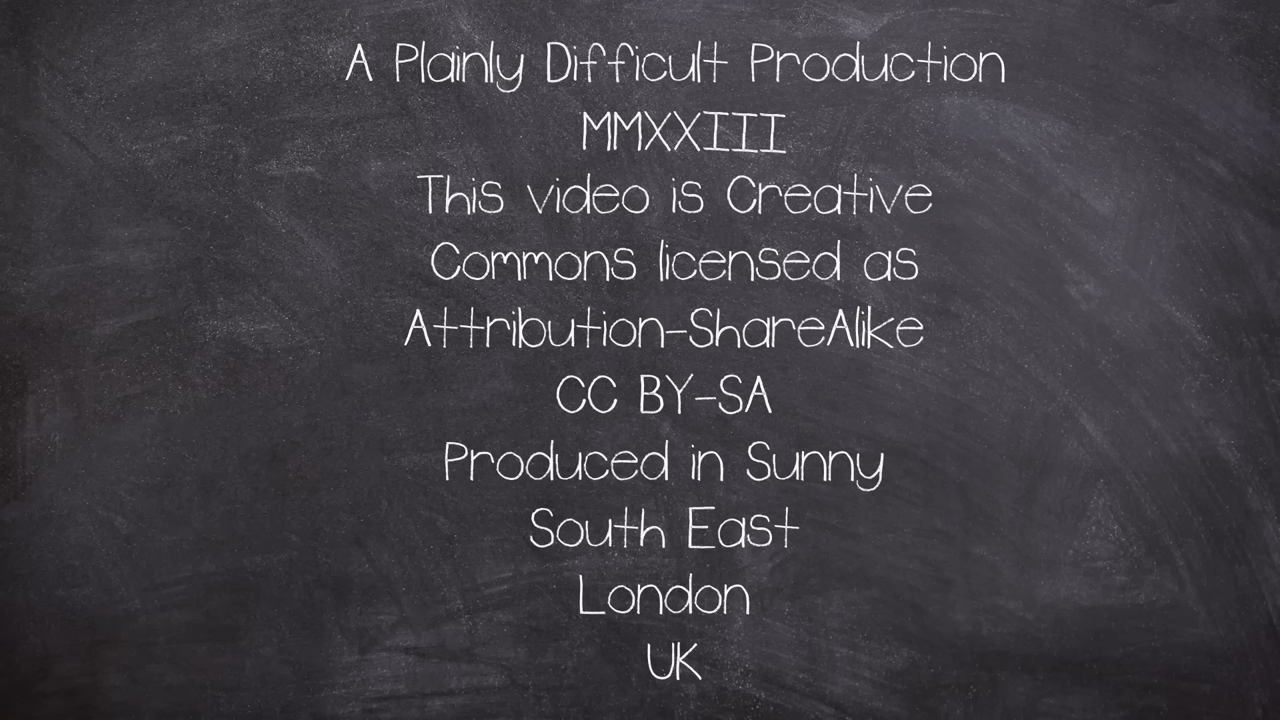 A Plainly Difficult Production
MMXXIII
This video is Creative
Commons licensed as
Attribution-ShareAlike
CC BY-SA
Produced in Sunny
South East
London
UK